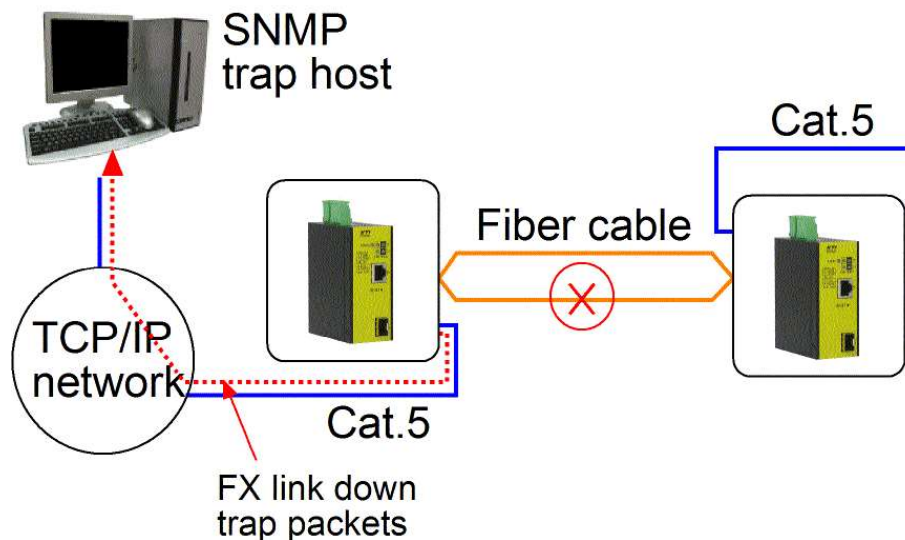 SNMP
trap host
Cat.5
Fiber cable
X
TCP/IP
network
Cat.5
FX link down
trap packets